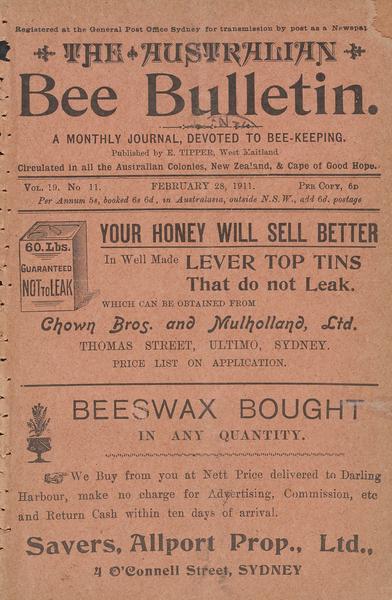 Registered at the General Post Office Sydney for transmission by post as a Newspa
THE AUSTRALIAN
Bee Bulletin.
A MONTHLY JOURNAL, DEVOTED TO BEE-KEEPING.
Published by E. TIPPER, West Maitland
Circulated in all the Australian Colonies, New Zealand, & Cape of Good Hope.
VOL. 19. No 11. FEBRUARY 28, 1911. PER COPY, 6D
Per Annum 5s, booked 6s 6d., in Australasia, outside N.S.W., add 6d. postage
60.Lbs.
GUARANTEED
NOT TO LEAK
YOUR HONEY WILL SELL BETTER
In Well Made LEVER TOP TINS
That do not Leak.
WHICH CAN BE OBTAINED FROM
Chown Bros. and Mulholland, Ltd.
THOMAS STREET, ULTIMO, SYDNEY.
PRICE LIST ON APPLICATION.
BEESWAX BOUGHT
IN ANY QUANTITY.
We Buy from you at Nett Price delivered to Darling
Harbour, make no charge for Advertising, Commission, etc
and Return Cash within ten days of arrival.
Savers, Allport Prop., Ltd.,
4 O'Connell Street, SYDNEY